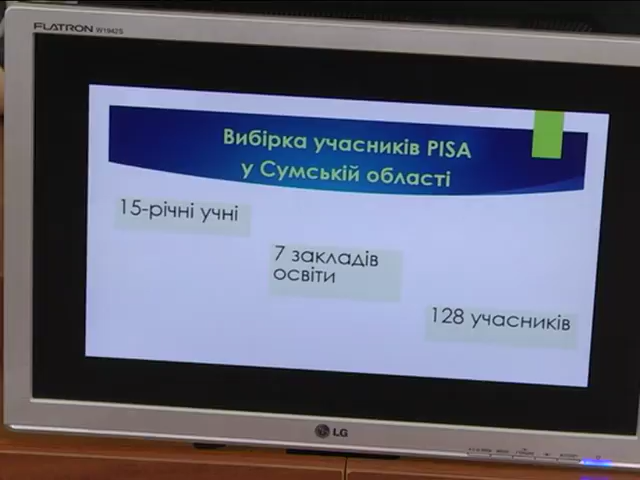 FLATRON W1942S
Вибірка учасників PISA
у Сумській області
15-річні учні
7 закладів
освіти
128 учасників
LG